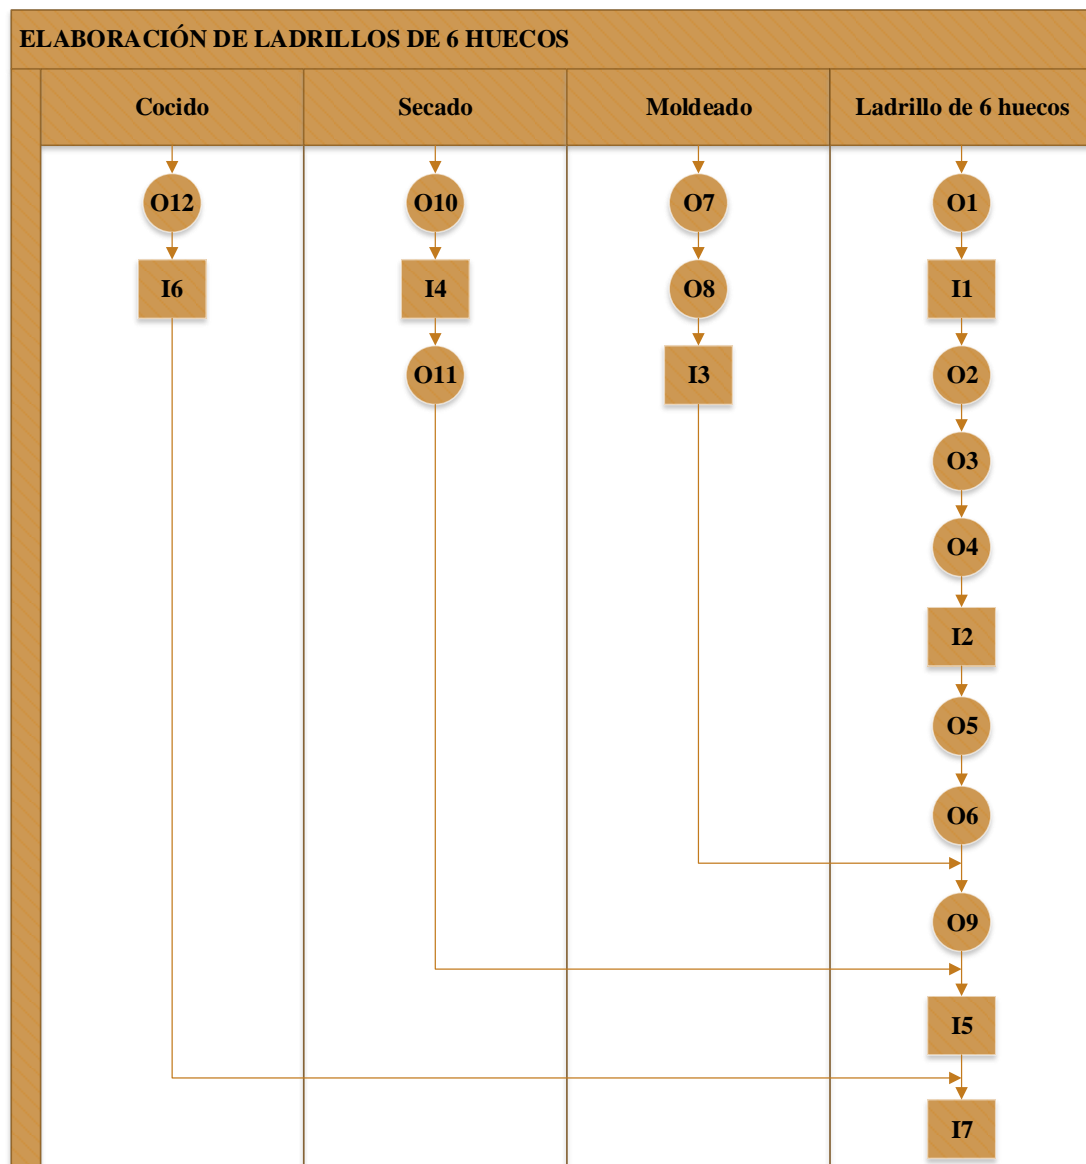 ELABORACIÓN DE LADRILLOS DE 6 HUECOS
Cocido Secado Moldeado Ladrillo de 6 huecos
O12 O10 O7 O1
I6 I4 O8 I1
O11 I3 O2
O3
O4
I2
O5
O6
O9
I5
I7